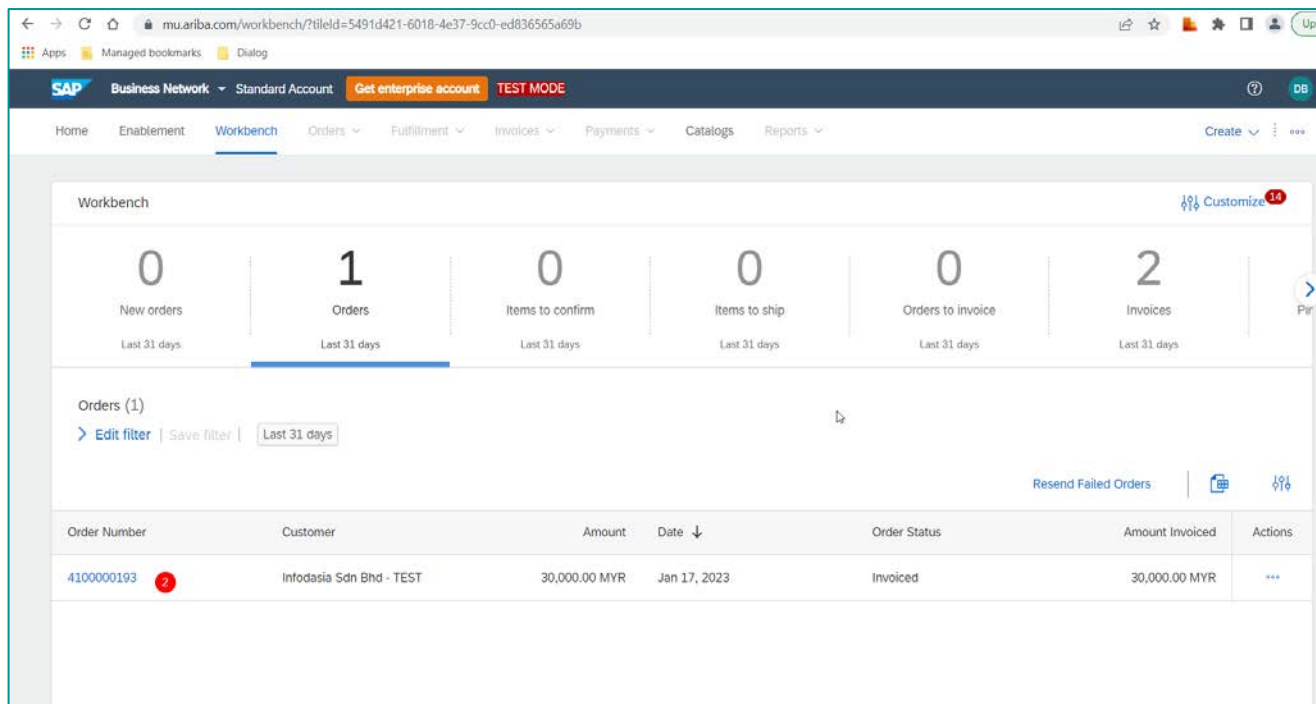 mu.ariba.com/workbench/?tileId=5491d421-6018-4e37-9cc0-ed836565a69b
Up
Apps Managed bookmarks Dialog
SAP Business Network Standard Account Get enterprise account TEST MODE DB
Home Enablement Workbench Orders Fulfillment Invoices Payments Catalogs Reports Create
Workbench Customize 14
0 1 0 0 0 2
New orders Orders Items to confirm Items to ship Orders to invoice Invoices
Last 31 days Last 31 days Last 31 days Last 31 days Last 31 days Last 31 days
Orders (1)
Edit filter | Save filter | Last 31 days
Resend Failed Orders
Order Number Customer Amount Date ↓ Order Status Amount Invoiced Actions
4100000193 2 Infodasia Sdn Bhd - TEST 30,000.00 MYR Jan 17, 2023 Invoiced 30,000.00 MYR